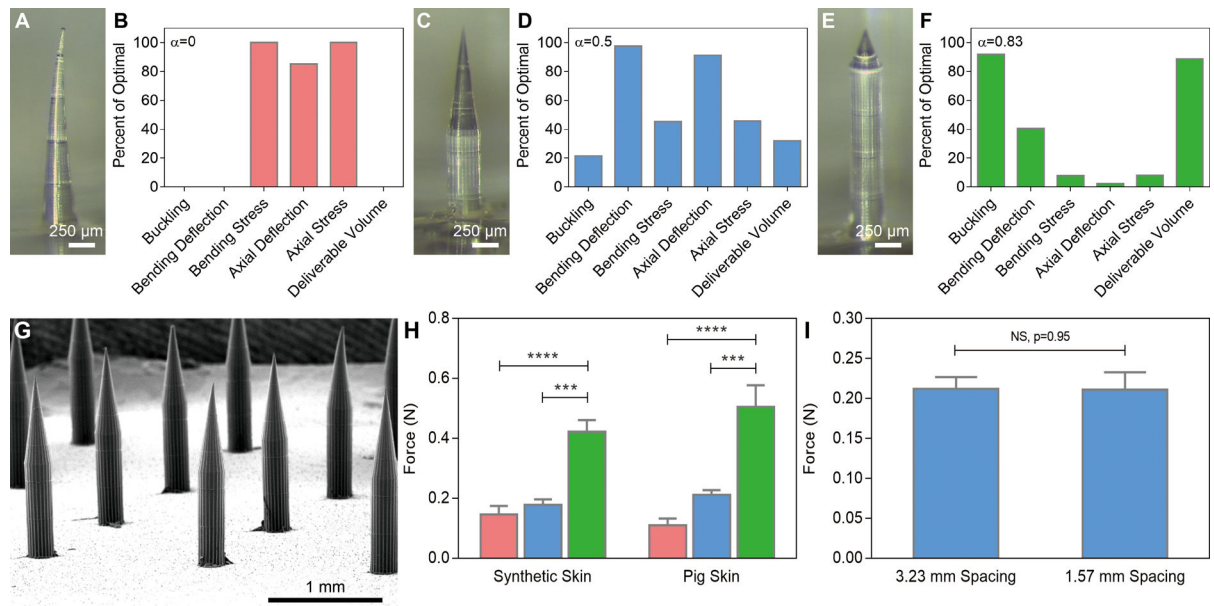 A
250 µm
B
α=0
Percent of Optimal
100
80
60
40
20
0
Buckling
Bending Deflection
Bending Stress
Axial Deflection
Axial Stress
Deliverable Volume
C
250 µm
D
α=0.5
Percent of Optimal
100
80
60
40
20
0
Buckling
Bending Deflection
Bending Stress
Axial Deflection
Axial Stress
Deliverable Volume
E
250 µm
F
α=0.83
Percent of Optimal
100
80
60
40
20
0
Buckling
Bending Deflection
Bending Stress
Axial Deflection
Axial Stress
Deliverable Volume
G
1 mm
H
Force (N)
0.8
0.6
0.4
0.2
0.0
****
***
****
***
Synthetic Skin
Pig Skin
I
Force (N)
0.30
0.25
0.20
0.15
0.10
0.05
0.00
NS, p=0.95
3.23 mm Spacing
1.57 mm Spacing